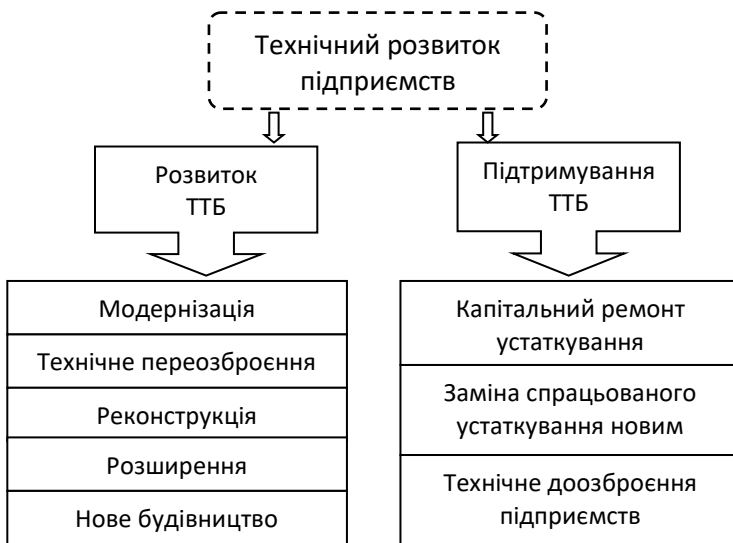 Технічний розвиток
підприємств
Розвиток
ТТБ
Підтримування
ТТБ
Модернізація
Технічне переозброєння
Реконструкція
Розширення
Нове будівництво
Капітальний ремонт
устаткування
Заміна спрацьованого
устаткування новим
Технічне доозброєння
підприємств